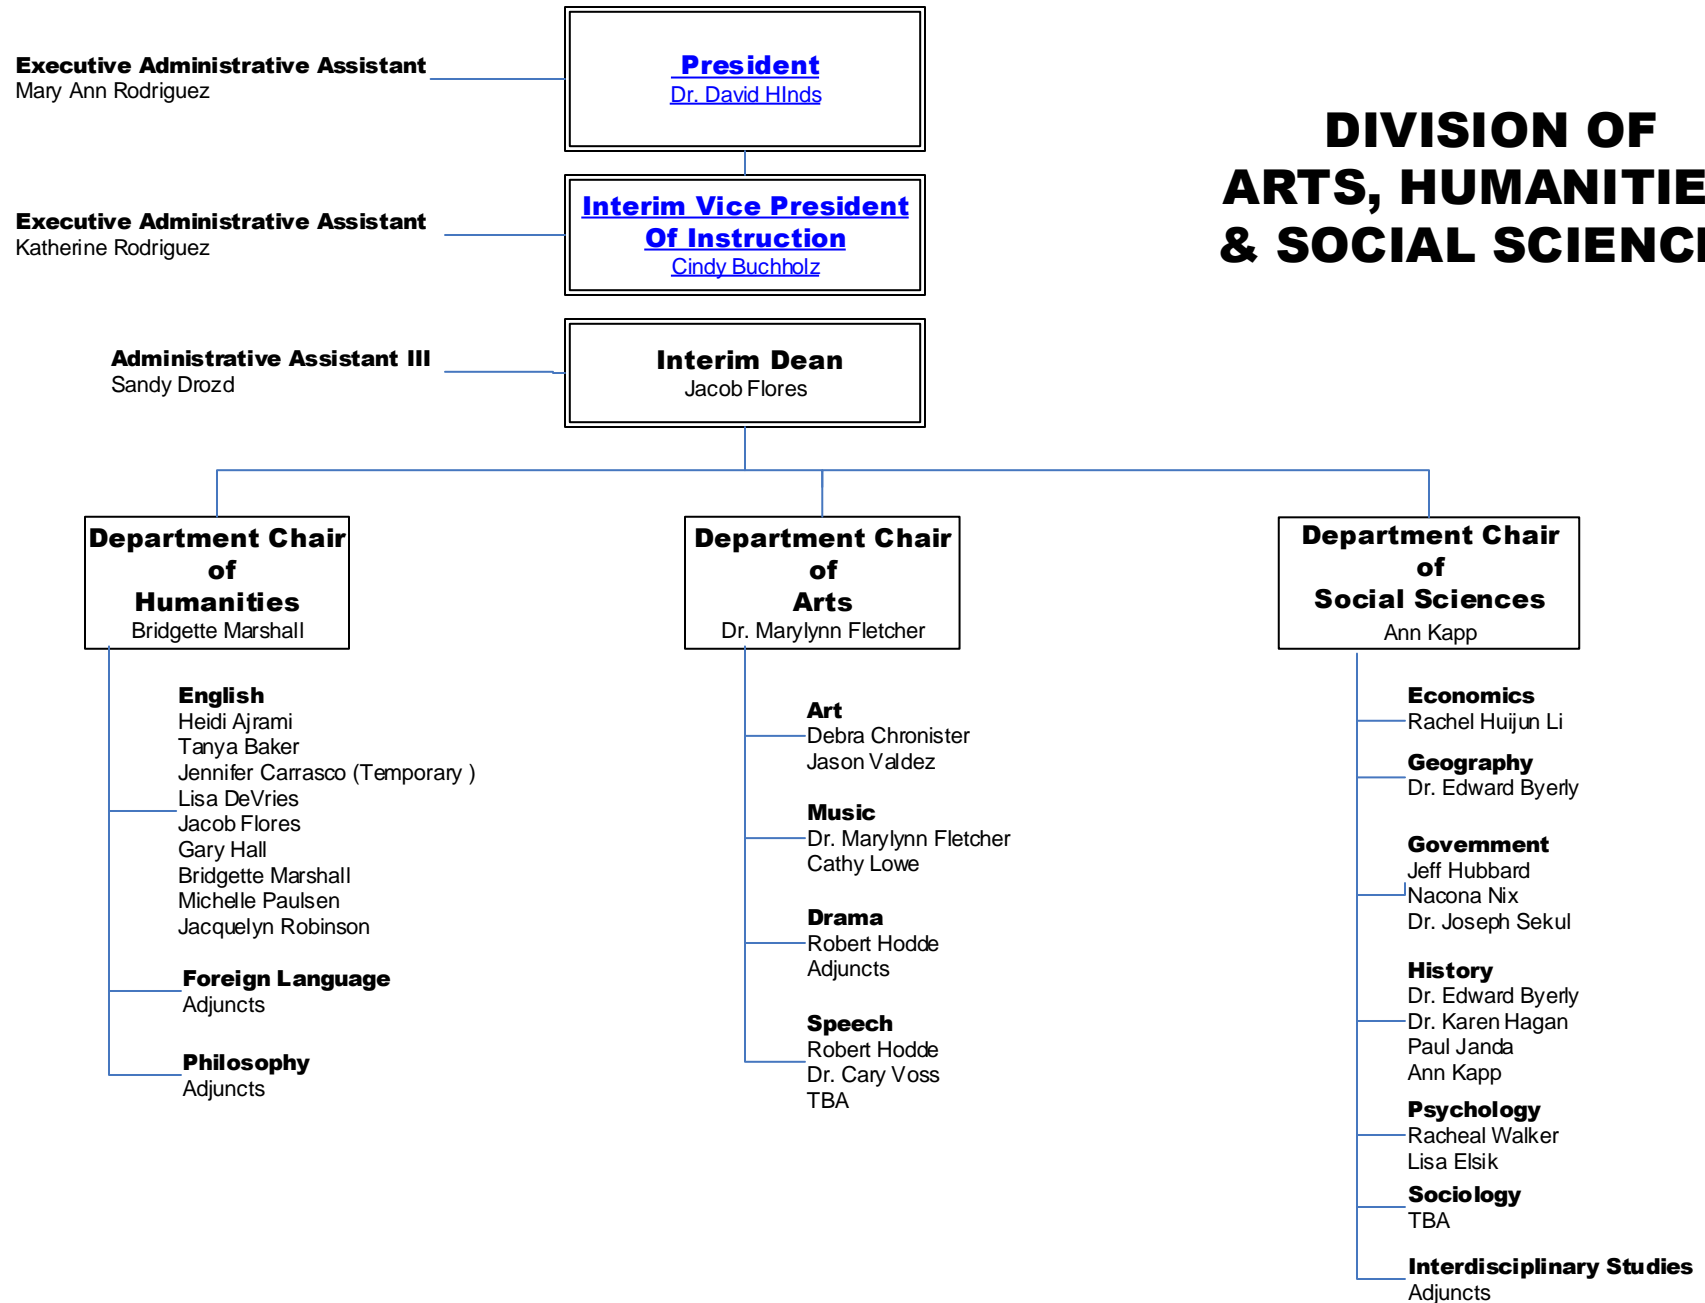 Executive Administrative Assistant
Mary Ann Rodriguez
President
Dr. David HInds
DIVISION OF
ARTS, HUMANITIE
& SOCIAL SCIENC
Executive Administrative Assistant
Katherine Rodriguez
Interim Vice President
Of Instruction
Cindy Buchholz
Administrative Assistant III
Sandy Drozd
Interim Dean
Jacob Flores
Department Chair
of
Humanities
Bridgette Marshall
English
Heidi Ajrami
Tanya Baker
Jennifer Carrasco (Temporary )
Lisa DeVries
Jacob Flores
Gary Hall
Bridgette Marshall
Michelle Paulsen
Jacquelyn Robinson
Foreign Language
Adjuncts
Philosophy
Adjuncts
Department Chair
of
Arts
Dr. Marylynn Fletcher
Art
Debra Chronister
Jason Valdez
Music
Dr. Marylynn Fletcher
Cathy Lowe
Drama
Robert Hodde
Adjuncts
Speech
Robert Hodde
Dr. Cary Voss
TBA
Department Chair
of
Social Sciences
Ann Kapp
Economics
Rachel Huijun Li
Geography
Dr. Edward Byerly
Government
Jeff Hubbard
Nacona Nix
Dr. Joseph Sekul
History
Dr. Edward Byerly
Dr. Karen Hagan
Paul Janda
Ann Kapp
Psychology
Racheal Walker
Lisa Elsik
Sociology
TBA
Interdisciplinary Studies
Adjuncts